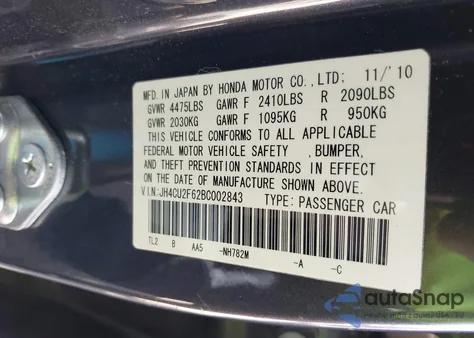 MFD. IN JAPAN BY HONDA MOTOR CO., LTD: 11/'10
GVWR 4475LBS GAWR F 2410LBS R 2090LBS
GVWR 2030KG GAWR F 1095KG R 950KG
THIS VEHICLE CONFORMS TO ALL APPLICABLE
FEDERAL MOTOR VEHICLE SAFETY , BUMPER,
AND THEFT PREVENTION STANDARDS IN EFFECT
ON THE DATE OF MANUFACTURE SHOWN ABOVE.
V.I.N:JH4CU2F62BC002843 TYPE: PASSENGER CAR
TL2 B AA5 -NH782M -A -C
autoSnap